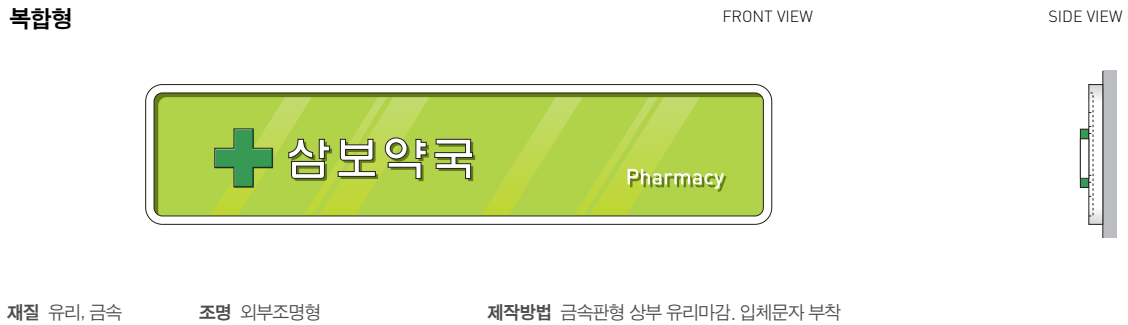 복합형
FRONT VIEW
SIDE VIEW
삼보약국
Pharmacy
재질 유리, 금속
조명 외부조명형
제작방법 금속판형 상부 유리마감. 입체문자 부착